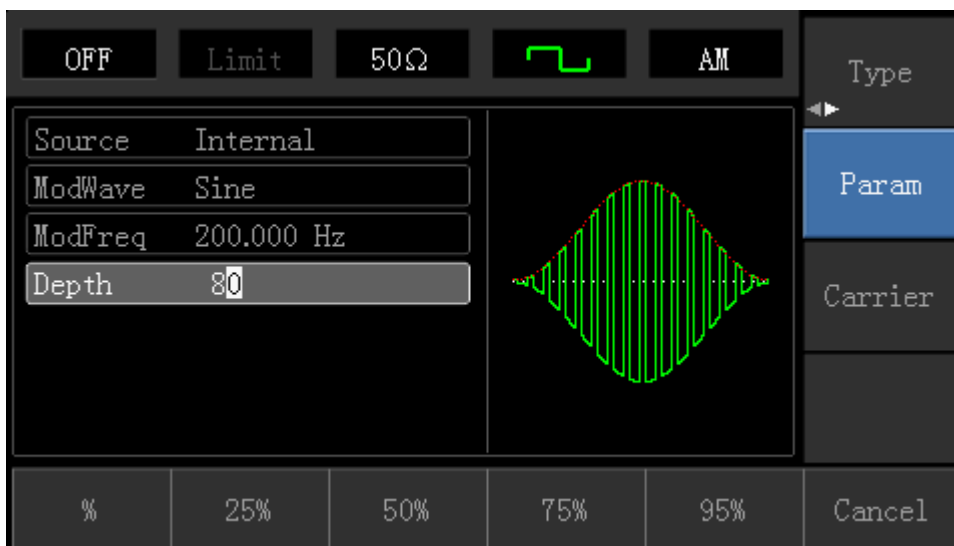 OFF Limit 50Ω AM
Type
Source Internal
ModWave Sine
Param
ModFreq 200.000 Hz
Depth 80
Carrier
% 25% 50% 75% 95% Cancel